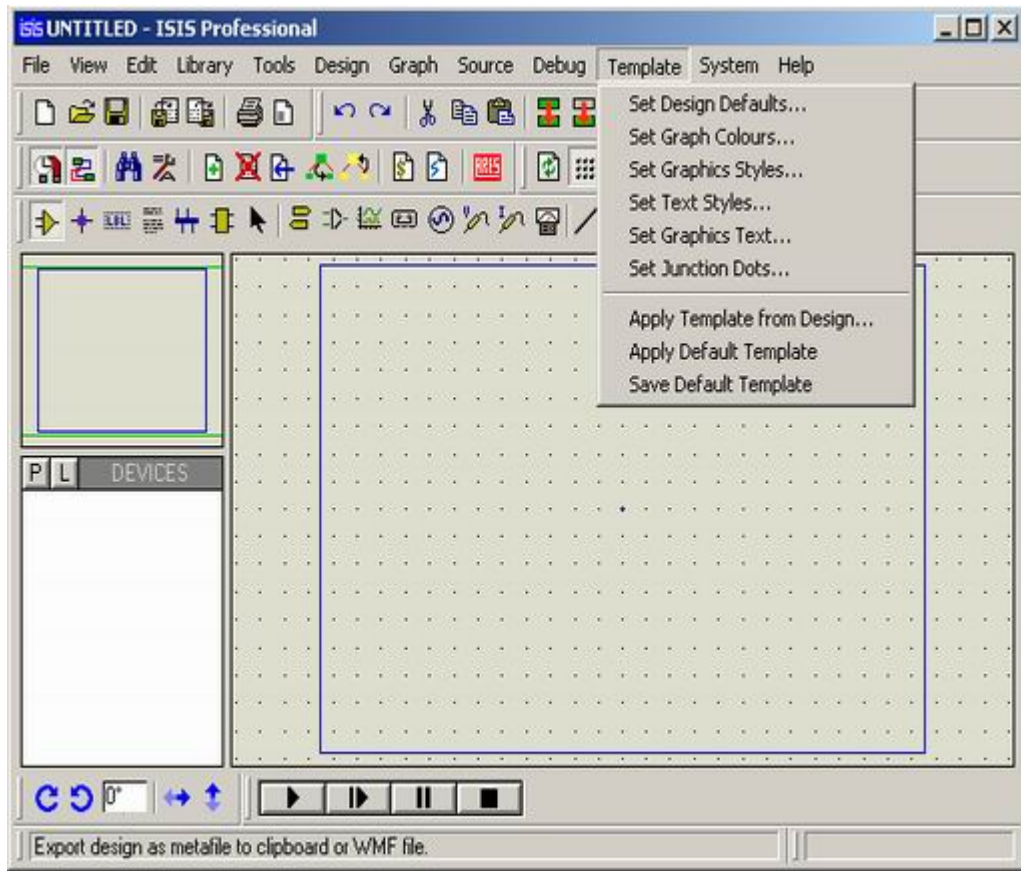 isis UNTITLED - ISIS Professional
File View Edit Library Tools Design Graph Source Debug Template System Help
Set Design Defaults...
Set Graph Colours...
Set Graphics Styles...
Set Text Styles...
Set Graphics Text...
Set Junction Dots...
Apply Template from Design...
Apply Default Template
Save Default Template
LBL
P L DEVICES
0°
Export design as metafile to clipboard or WMF file.